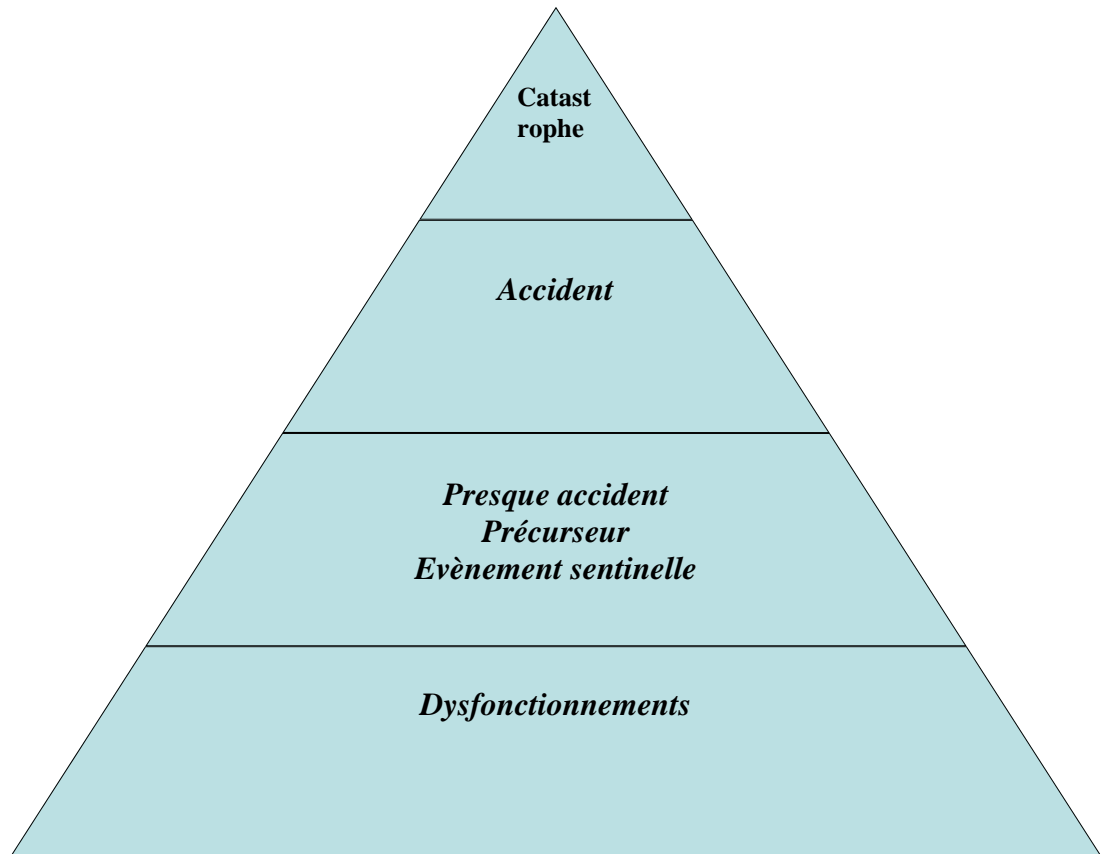 Catast
rophe
Accident
Presque accident
Précurseur
Evènement sentinelle
Dysfonctionnements